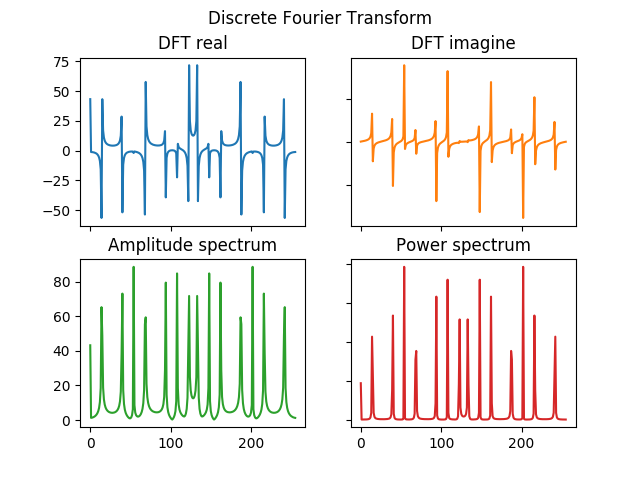 Discrete Fourier Transform
DFT real
DFT imagine
75
50
25
0
−25
−50
Amplitude spectrum
Power spectrum
80
60
40
20
0
0 100 200
0 100 200